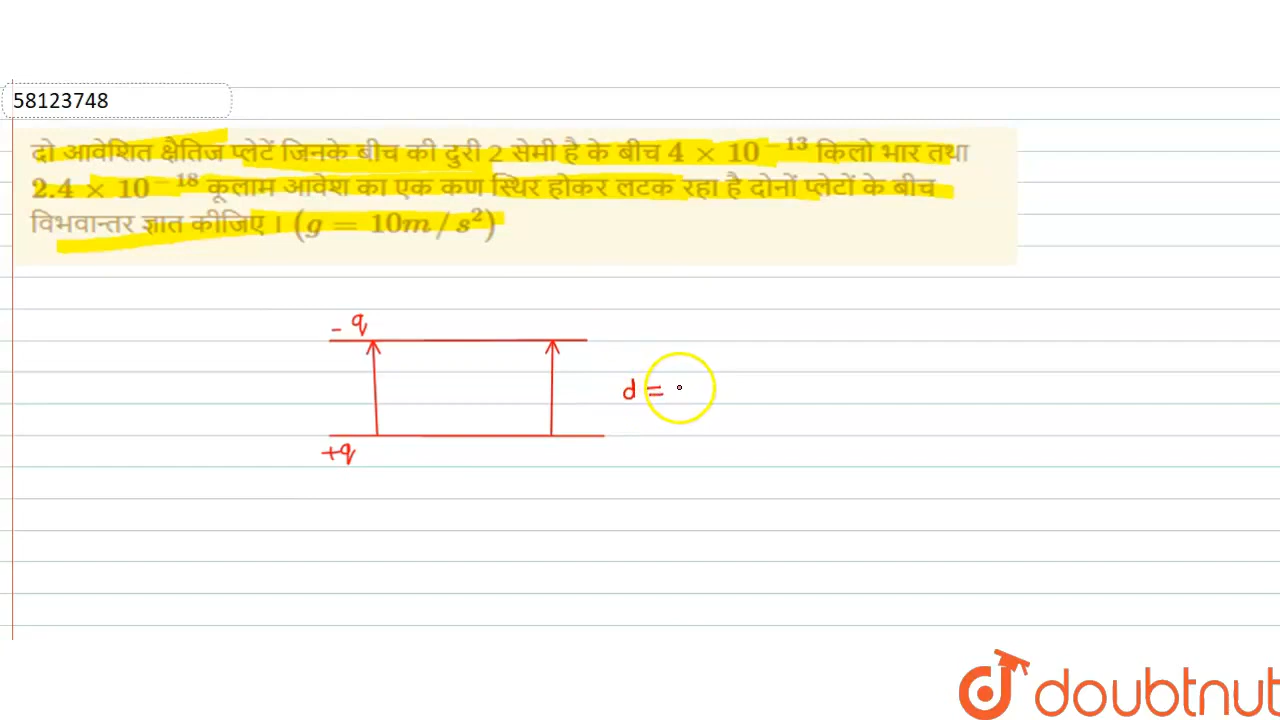 58123748
दो आवेशित क्षैतिज प्लेटें जिनके बीच की दुरी 2 सेमी है के बीच 4 × 10⁻¹³ किलो भार तथा
2.4 × 10⁻¹⁸ कूलाम आवेश का एक कण स्थिर होकर लटक रहा है दोनों प्लेटों के बीच
विभवान्तर ज्ञात कीजिए । (g = 10m/s²)
- q
d =
+q
doubtnut